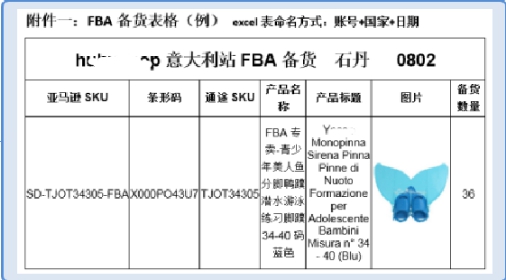 附件一：FBA 备货表格（例） excel 表命名方式：账号+国家+日期
意大利站 FBA 备货 石丹 0802
亚马逊 SKU
条形码
通途 SKU
产品名
称
产品标题
图片
备货
数量
SD-TJOT34305-FBA
X000PO43U7
TJOT34305
FBA 专
卖-青少
年美人鱼
分脚鸭蹼
潜水游泳
练习脚蹼
34-40 码
蓝色
Monopinna
Sirena Pinna
Pinne di
Nuoto
Formazione
per
Adolescente
Bambini
Misura n° 34
- 40 (Blu)
36